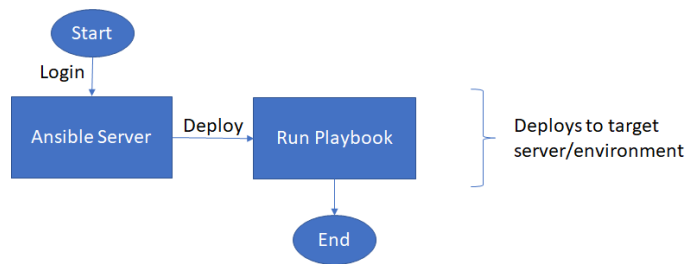 Start
Login
Ansible Server
Deploy
Run Playbook
Deploys to target
server/environment
End